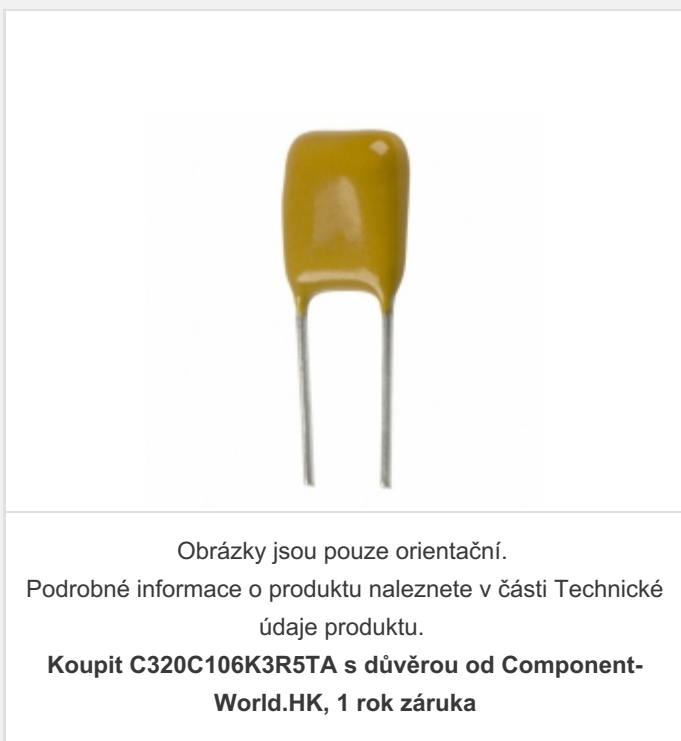 Obrázky jsou pouze orientační.
Podrobné informace o produktu naleznete v části Technické
údaje produktu.
Koupit C320C106K3R5TA s důvěrou od Component-
World.HK, 1 rok záruka